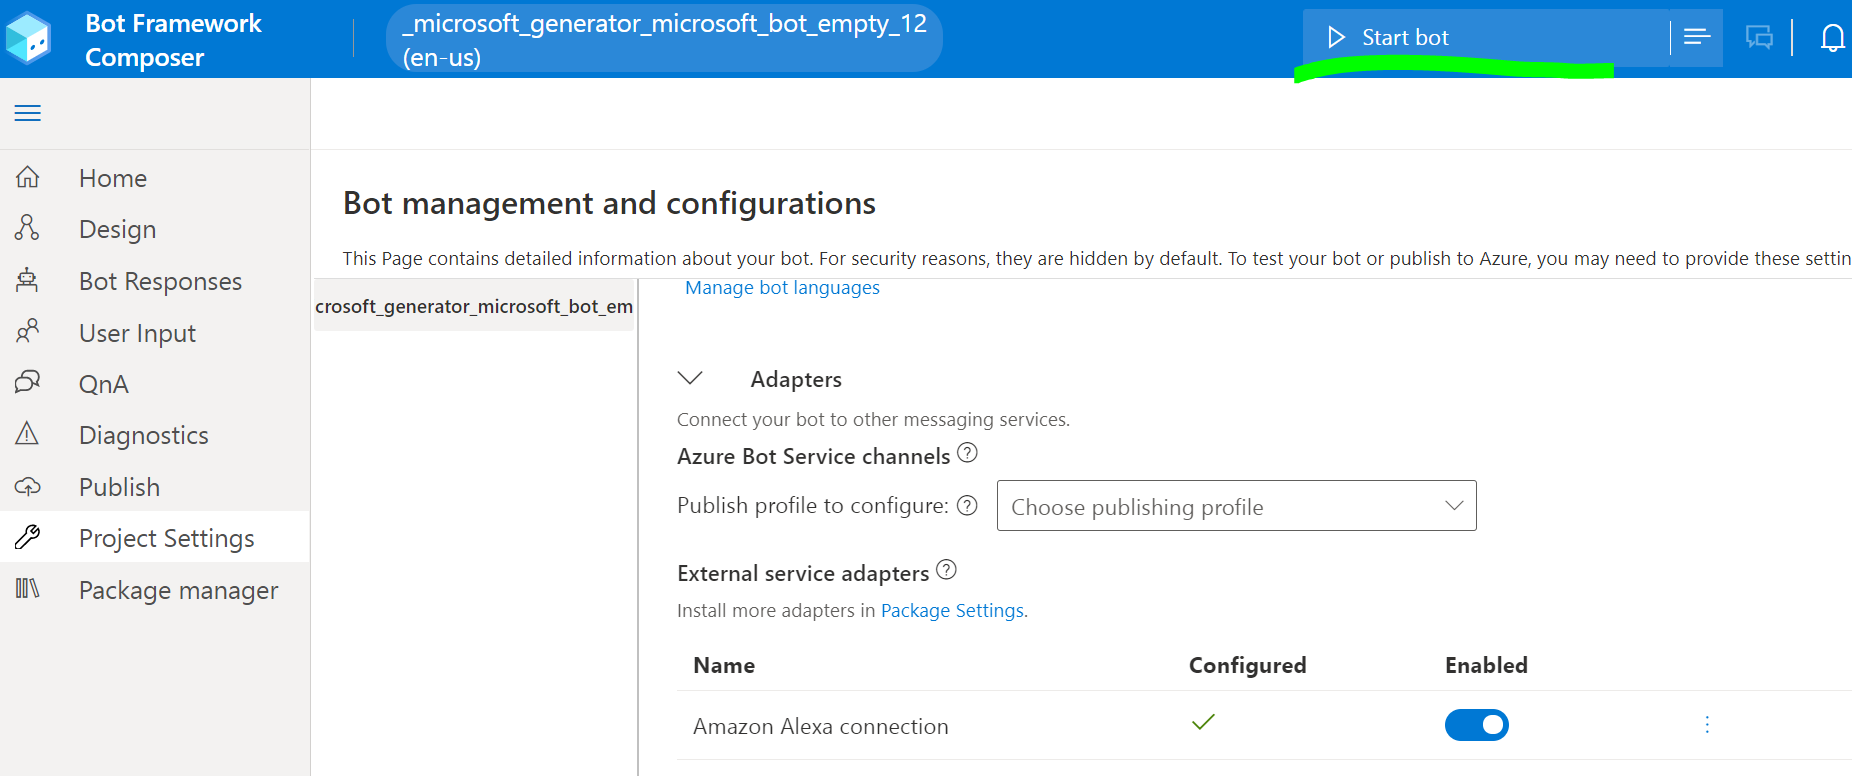 Bot Framework
Composer
_microsoft_generator_microsoft_bot_empty_12
(en-us)
Start bot
Home
Design
Bot Responses
User Input
QnA
Diagnostics
Publish
Project Settings
Package manager
Bot management and configurations
This Page contains detailed information about your bot. For security reasons, they are hidden by default. To test your bot or publish to Azure, you may need to provide these settin
crosoft_generator_microsoft_bot_em
Manage bot languages
Adapters
Connect your bot to other messaging services.
Azure Bot Service channels
Publish profile to configure:
Choose publishing profile
External service adapters
Install more adapters in Package Settings.
Name Configured Enabled
Amazon Alexa connection